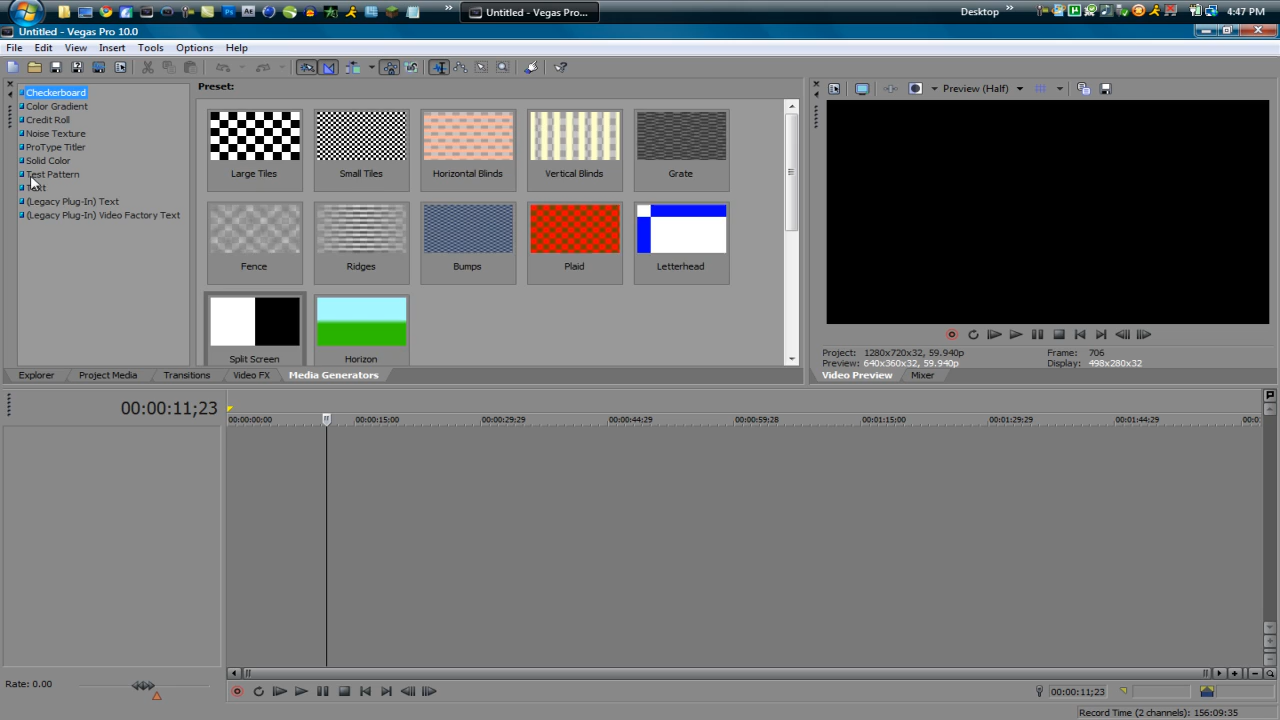 Untitled - Vegas Pro...
Desktop
4:47 PM
Untitled - Vegas Pro 10.0
File Edit View Insert Tools Options Help
Checkerboard
Color Gradient
Credit Roll
Noise Texture
ProType Titler
Solid Color
Test Pattern
Text
(Legacy Plug-In) Text
(Legacy Plug-In) Video Factory Text
Preset:
Large Tiles
Small Tiles
Horizontal Blinds
Vertical Blinds
Grate
Fence
Ridges
Bumps
Plaid
Letterhead
Split Screen
Horizon
Preview (Half)
Project: 1280x720x32, 59.940p
Frame: 706
Preview: 640x360x32, 59.940p
Display: 498x280x32
Explorer Project Media Transitions Video FX Media Generators
Video Preview Mixer
00:00:11;23
00:00:00:00 00:00:15:00 00:00:29:29 00:00:44:29 00:00:59:28 00:01:15:00 00:01:29:29 00:01:44:29 00:0
Rate: 0.00
00:00:11;23
Record Time (2 channels): 156:09:35